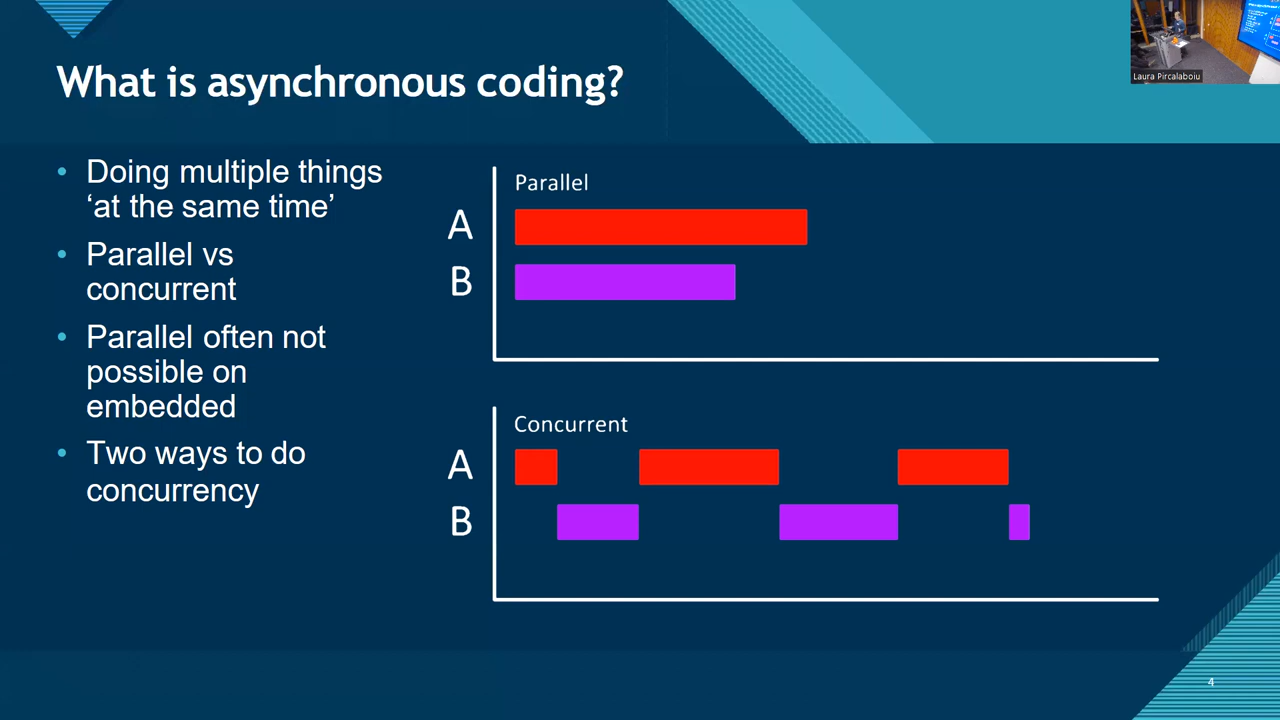 What is asynchronous coding?
Laura Pircalaboiu
• Doing multiple things
‘at the same time’
• Parallel vs
concurrent
• Parallel often not
possible on
embedded
• Two ways to do
concurrency
Parallel
A
B
Concurrent
A
B
4